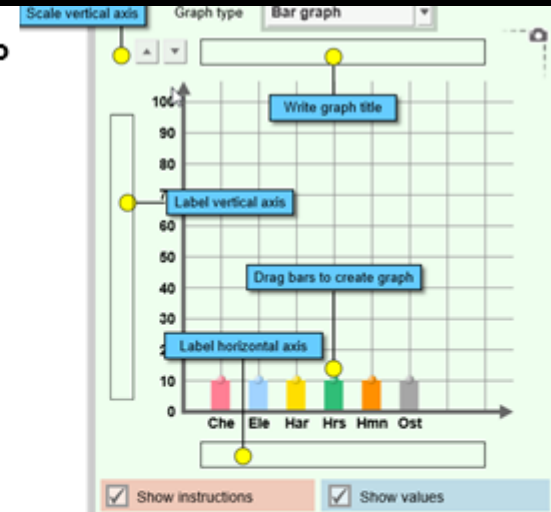 Scale vertical axis
Graph type
Bar graph
Write graph title
100
90
80
Label vertical axis
60
50
Drag bars to create graph
40
30
Label horizontal axis
10
0
Che Ele Har Hrs Hmn Ost
Show instructions
Show values